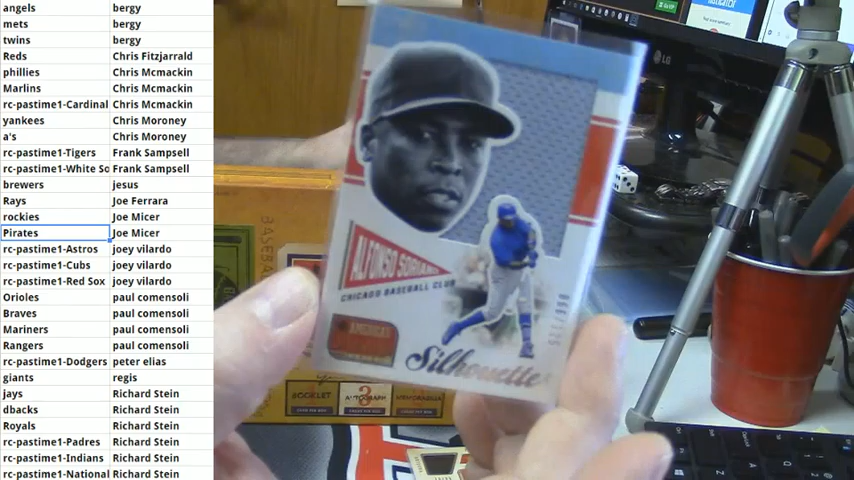 angels bergy
mets bergy
twins bergy
Reds Chris Fitzjarrald
phillies Chris Mcmackin
Marlins Chris Mcmackin
rc-pastime1-Cardinal Chris Mcmackin
yankees Chris Moroney
a's Chris Moroney
rc-pastime1-Tigers Frank Sampsell
rc-pastime1-White So Frank Sampsell
brewers jesus
Rays Joe Ferrara
rockies Joe Micer
Pirates Joe Micer
rc-pastime1-Astros joey vilardo
rc-pastime1-Cubs joey vilardo
rc-pastime1-Red Sox joey vilardo
Orioles paul comensoli
Braves paul comensoli
Mariners paul comensoli
Rangers paul comensoli
rc-pastime1-Dodgers peter elias
giants regis
jays Richard Stein
dbacks Richard Stein
Royals Richard Stein
rc-pastime1-Padres Richard Stein
rc-pastime1-Indians Richard Stein
rc-pastime1-National Richard Stein
LG
ALFONSO SORIANO
CHICAGO BASEBALL CLUB
AMERICA'S
Silhouette
BASEBALL
BOOKLET
3
AUTOGRAPH
MEMORABILIA